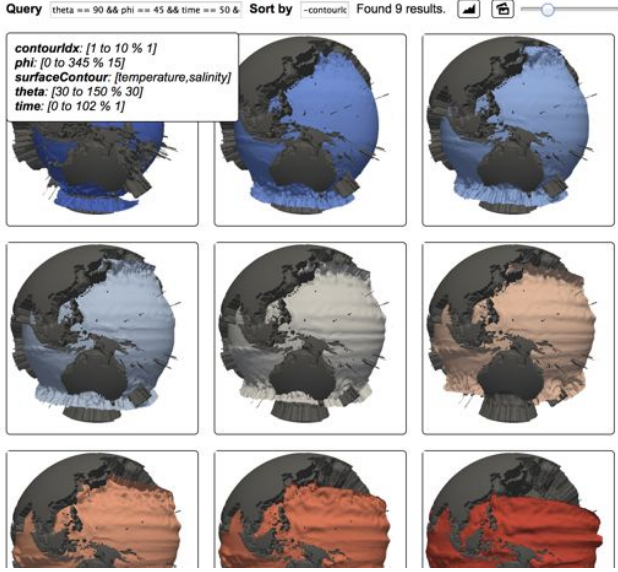 Query theta == 90 && phi == 45 && time == 50 & Sort by -contourIc Found 9 results.
contourIdx: [1 to 10 % 1]
phi: [0 to 345 % 15]
surfaceContour: [temperature,salinity]
theta: [30 to 150 % 30]
time: [0 to 102 % 1]